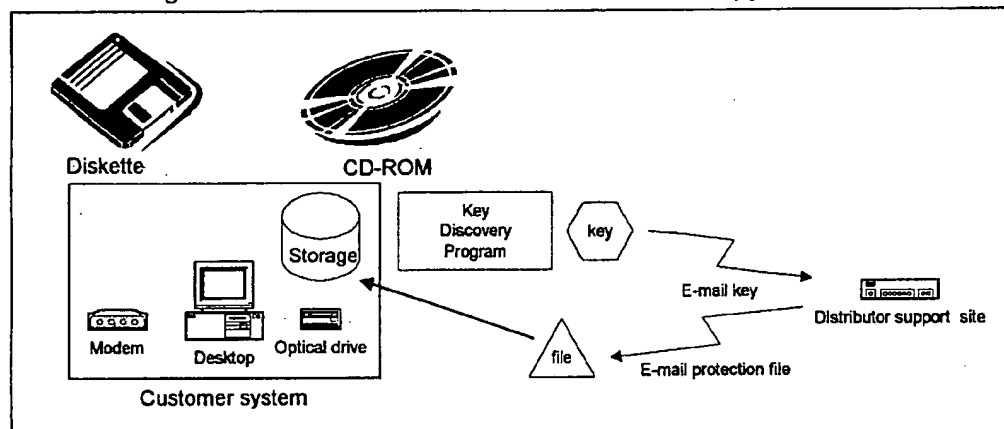 Diskette
CD-ROM
Key
Discovery
Program
key
Storage
E-mail key
Distributor support site
Modem
Desktop
Optical drive
file
E-mail protection file
Customer system